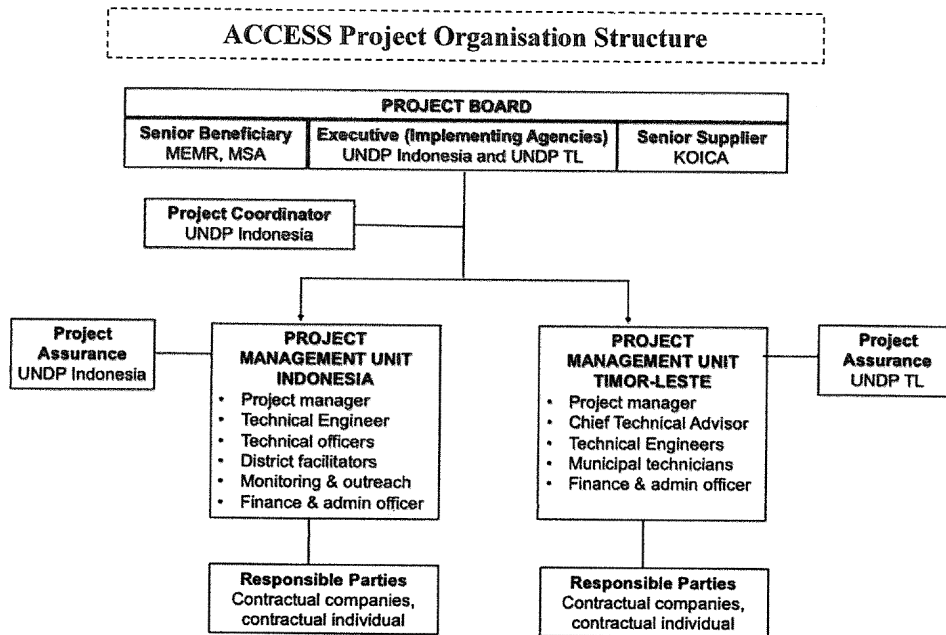 ACCESS Project Organisation Structure
PROJECT BOARD
Senior Beneficiary
MEMR, MSA
Executive (Implementing Agencies)
UNDP Indonesia and UNDP TL
Senior Supplier
KOICA
Project Coordinator
UNDP Indonesia
Project
Assurance
UNDP Indonesia
PROJECT
MANAGEMENT UNIT
INDONESIA
• Project manager
• Technical Engineer
• Technical officers
• District facilitators
• Monitoring & outreach
• Finance & admin officer
PROJECT
MANAGEMENT UNIT
TIMOR-LESTE
• Project manager
• Chief Technical Advisor
• Technical Engineers
• Municipal technicians
• Finance & admin officer
Project
Assurance
UNDP TL
Responsible Parties
Contractual companies,
contractual individual
Responsible Parties
Contractual companies,
contractual individual